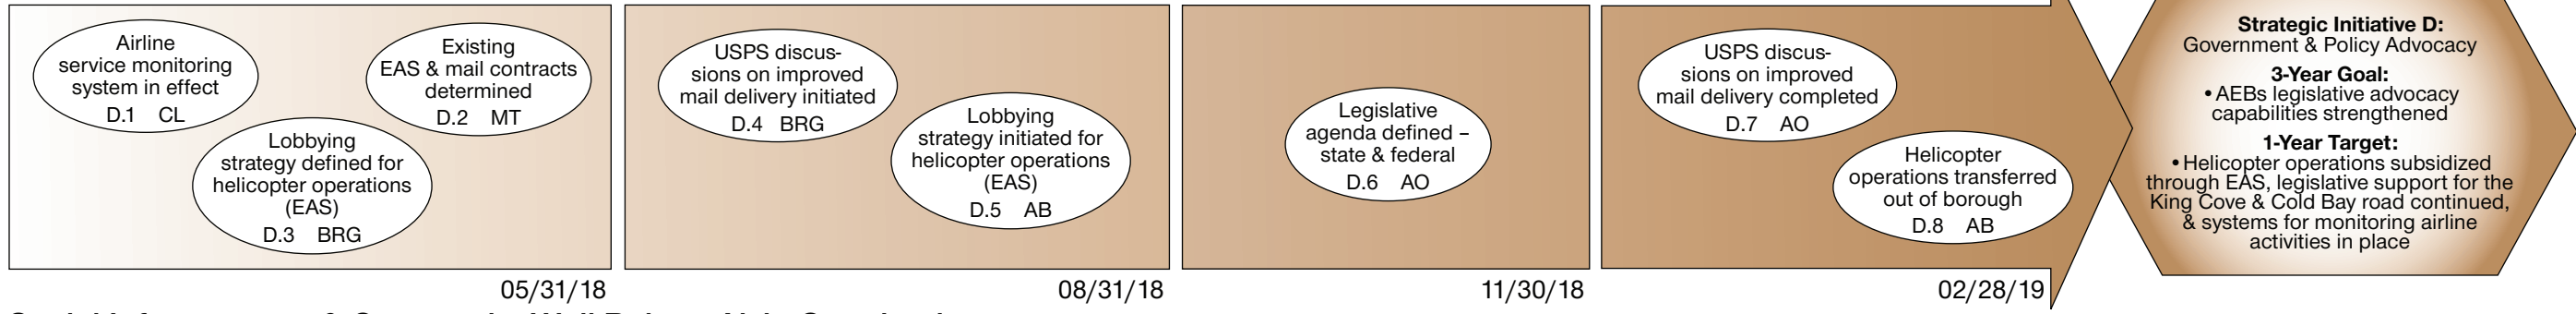 Airline
service monitoring
system in effect
D.1 CL
Existing
EAS & mail contracts
determined
D.2 MT
Lobbying
strategy defined for
helicopter operations
(EAS)
D.3 BRG
05/31/18
USPS discus-
sions on improved
mail delivery initiated
D.4 BRG
Lobbying
strategy initiated for
helicopter operations
(EAS)
D.5 AB
08/31/18
Legislative
agenda defined –
state & federal
D.6 AO
11/30/18
USPS discus-
sions on improved
mail delivery completed
D.7 AO
Helicopter
operations transferred
out of borough
D.8 AB
02/28/19
Strategic Initiative D:
Government & Policy Advocacy
3-Year Goal:
• AEBs legislative advocacy
capabilities strengthened
1-Year Target:
• Helicopter operations subsidized
through EAS, legislative support for the
King Cove & Cold Bay road continued,
& systems for monitoring airline
activities in place